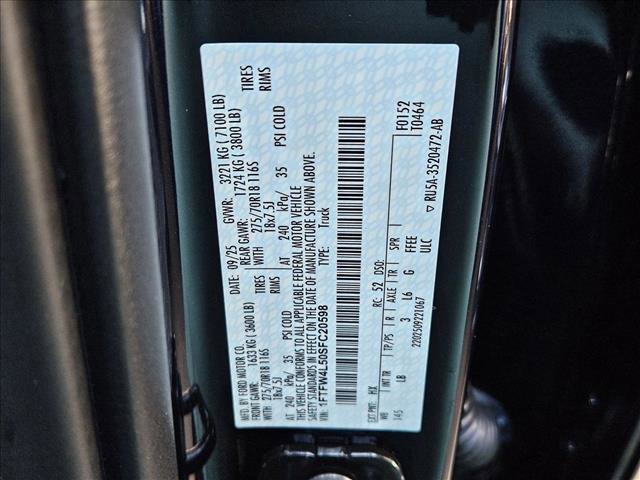 MFD. BY FORD MOTOR CO.
DATE: 09/25 GVWR: 3221 KG (7100 LB)
FRONT GAWR: 1633 KG (3600 LB) REAR GAWR: 1724 KG (3800 LB)
275/70R18 116S TIRES WITH 275/70R18 116S TIRES
18x7.5J RIMS 18x7.5J RIMS
AT 240 kPa/ 35 PSI COLD AT 240 kPa/ 35 PSI COLD
THIS VEHICLE CONFORMS TO ALL APPLICABLE FEDERAL MOTOR VEHICLE
SAFETY STANDARDS IN EFFECT ON THE DATE OF MANUFACTURE SHOWN ABOVE.
VIN: 1FTFW4L50SFC20598 TYPE: Truck
2202509221067
F0152
T0464
EXT PNT: HX RC: 52 DSO:
WB INT TR TP/PS R AXLE TR SPR
145 LB 3 L6 G FFEE
ULC
▽ RU5A-3520472-AB